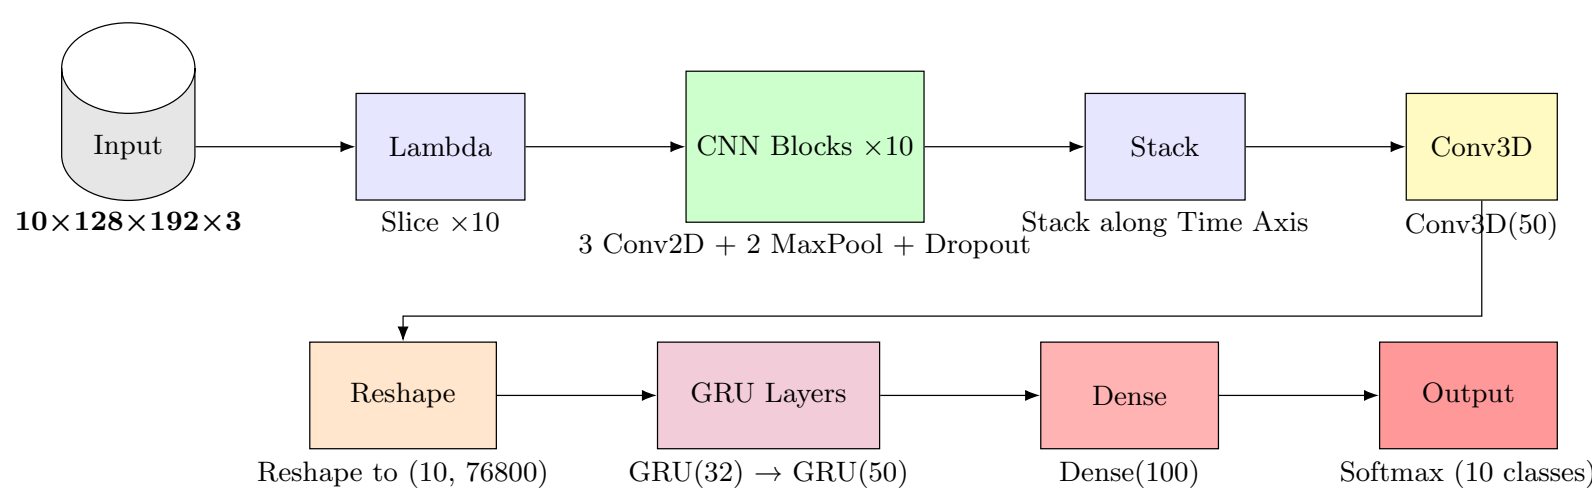 Input
10×128×192×3
Lambda
Slice ×10
CNN Blocks ×10
3 Conv2D + 2 MaxPool + Dropout
Stack
Stack along Time Axis
Conv3D
Conv3D(50)
Reshape
Reshape to (10, 76800)
GRU Layers
GRU(32) → GRU(50)
Dense
Dense(100)
Output
Softmax (10 classes)